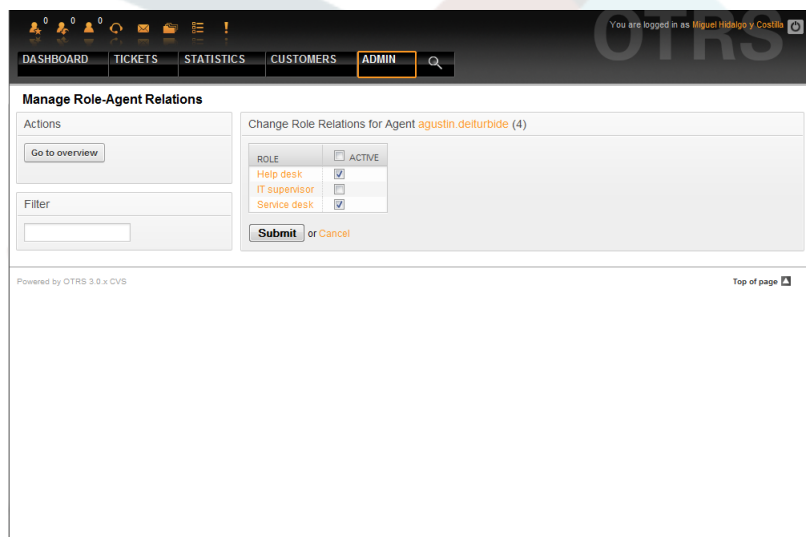 0 0 0
You are logged in as Miguel Hidalgo y Costilla
OTRS
DASHBOARD TICKETS STATISTICS CUSTOMERS ADMIN
Manage Role-Agent Relations
Actions
Go to overview
Filter
Change Role Relations for Agent agustin.deiturbide (4)
ROLE ACTIVE
Help desk
IT supervisor
Service desk
Submit or Cancel
Powered by OTRS 3.0.x CVS
Top of page